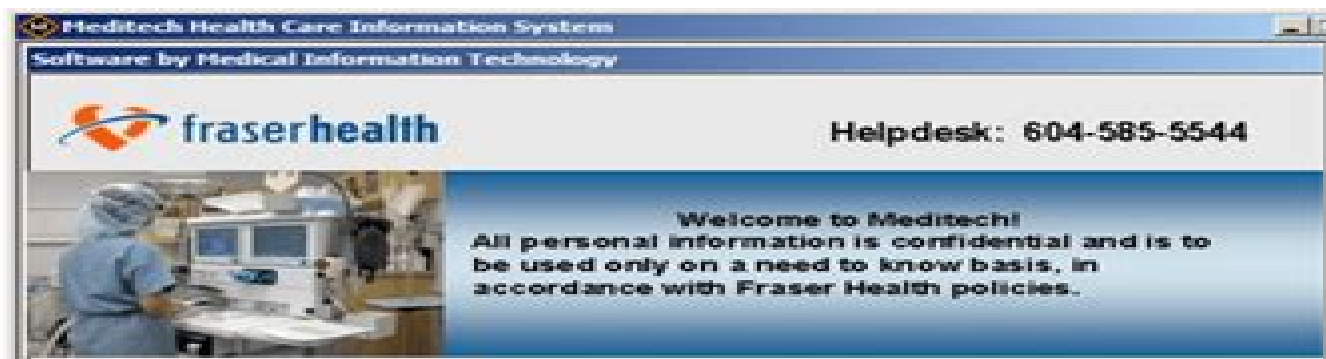 Meditech Health Care Information System
Software by Medical Information Technology
fraserhealth
Helpdesk: 604-585-5544
Welcome to Meditech!
All personal information is confidential and is to
be used only on a need to know basis, in
accordance with Fraser Health policies.